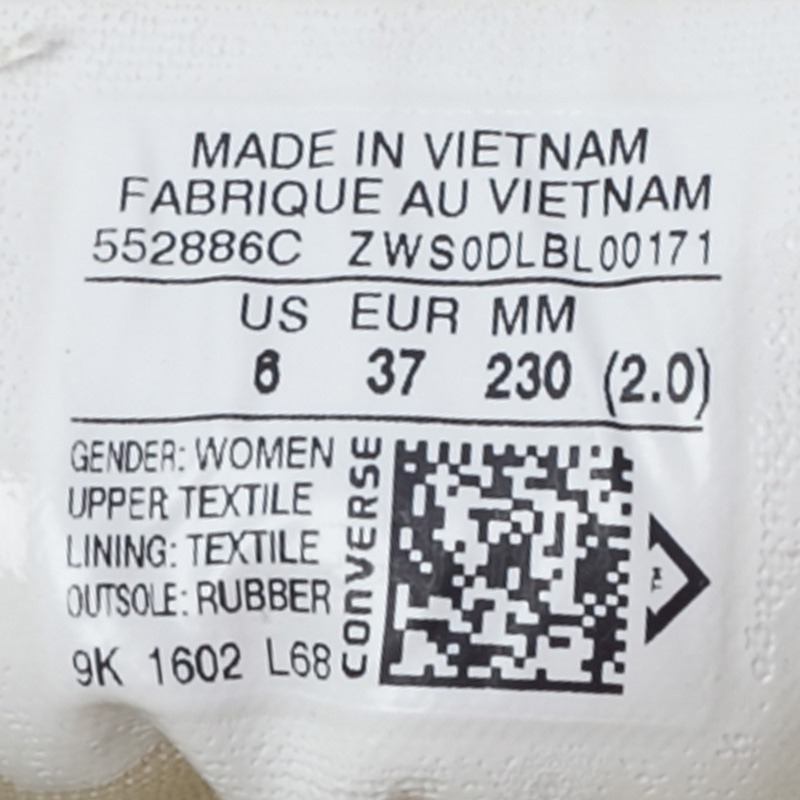 MADE IN VIETNAM
FABRIQUE AU VIETNAM
552886C ZWS0DLBL00171
US EUR MM
6 37 230 (2.0)
GENDER: WOMEN
UPPER TEXTILE
LINING: TEXTILE
OUTSOLE: RUBBER
9K 1602 L68
CONVERSE
TM